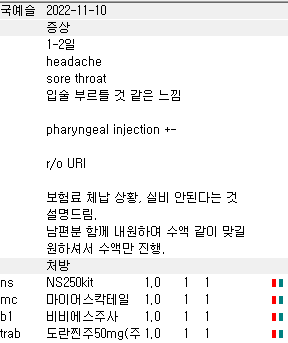 국예슬 2022-11-10
증상
1-2일
headache
sore throat
입술 부르틀 것 같은 느낌
pharyngeal injection +-
r/o URI
보험료 체납 상황, 실비 안된다는 것
설명드림.
남편분 함께 내원하여 수액 같이 맞길
원하셔서 수액만 진행.
처방
ns NS250kit 1.0 1 1
mc 마이어스칵테일 1.0 1 1
b1 비비에스주사 1.0 1 1
trab 도란찐주50mg(주 1.0 1 1